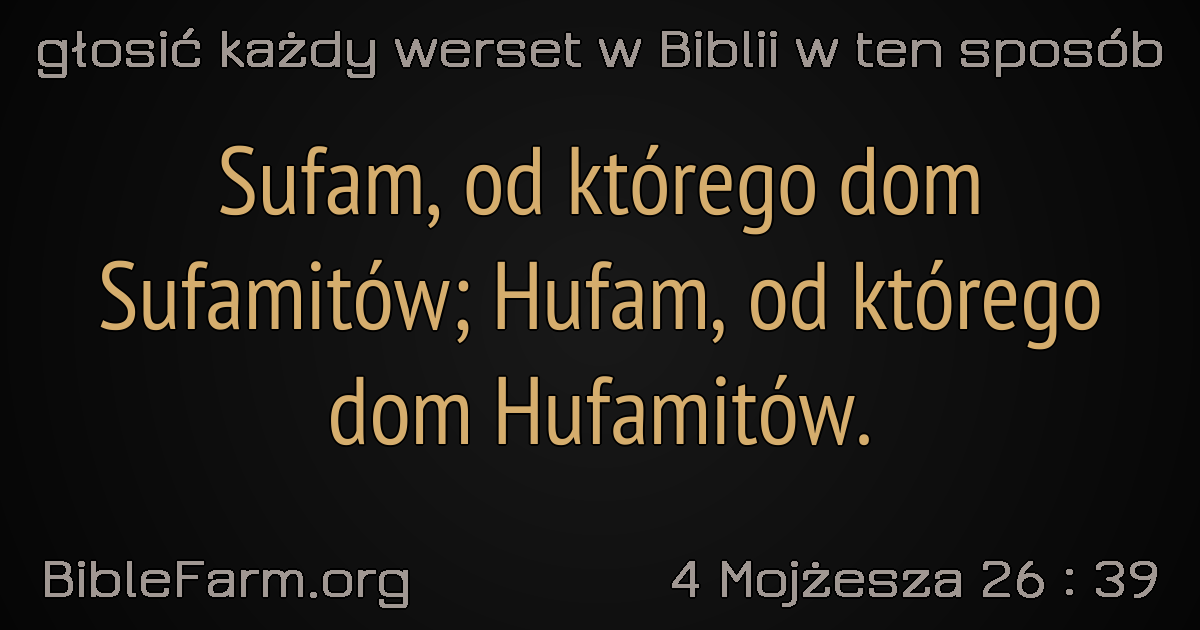 głosić każdy werset w Biblii w ten sposób
Sufam, od którego dom
Sufamitów; Hufam, od którego
dom Hufamitów.
BibleFarm.org
4 Mojżesza 26 : 39